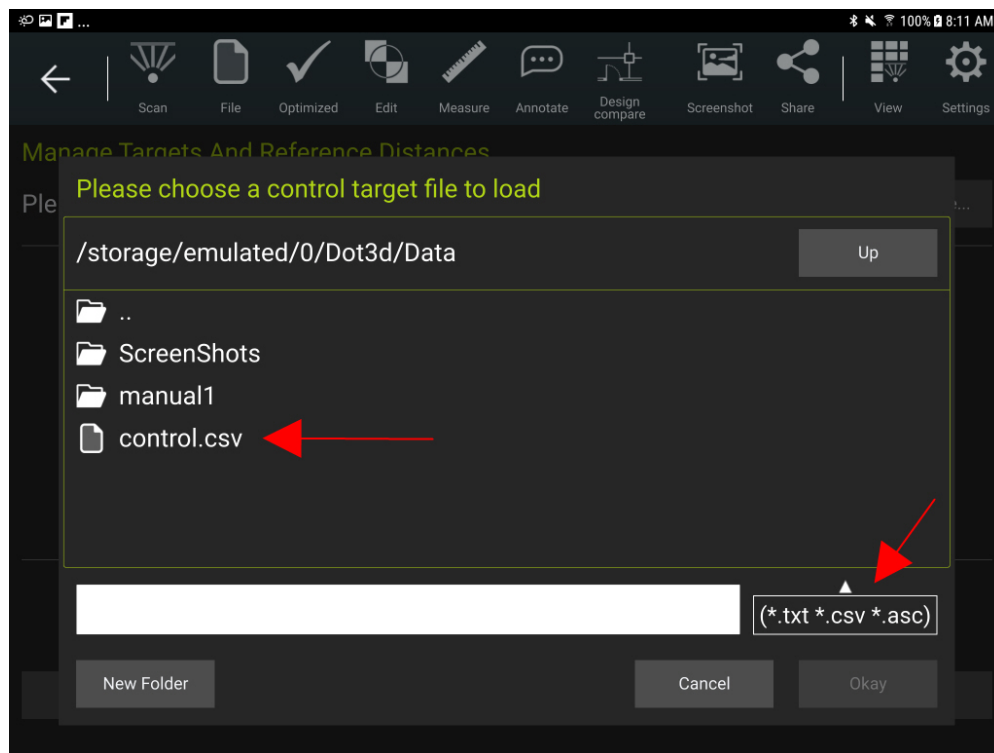 ... 100% 8:11 AM
Scan File Optimized Edit Measure Annotate Design compare Screenshot Share View Settings
Manage Targets And Reference Distances
Please choose a control target file to load
Ple
...
/storage/emulated/0/Dot3d/Data Up
..
ScreenShots
manual1
control.csv
(*.txt *.csv *.asc)
New Folder Cancel Okay